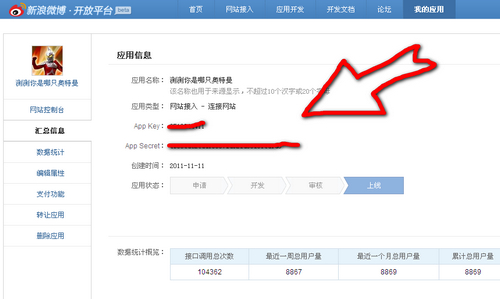 新浪微博·开放平台 beta
首页 网站接入 应用开发 开发文档 论坛 我的应用
测测你是哪只奥特曼
网站控制台
汇总信息
数据统计
编辑属性
支付功能
转让应用
删除应用
应用信息
应用名称： 测测你是哪只奥特曼
该名称也用于来源显示，不超过10个汉字或20个字母
应用类型： 网站接入 - 连接网站
App Key：
App Secret：
创建时间： 2011-11-11
应用状态： 申请 开发 审核 上线
数据统计概览： 接口调用总次数 最近一周总用户量 最近一个月总用户量 累计总用户量
104362 8867 8869 8869